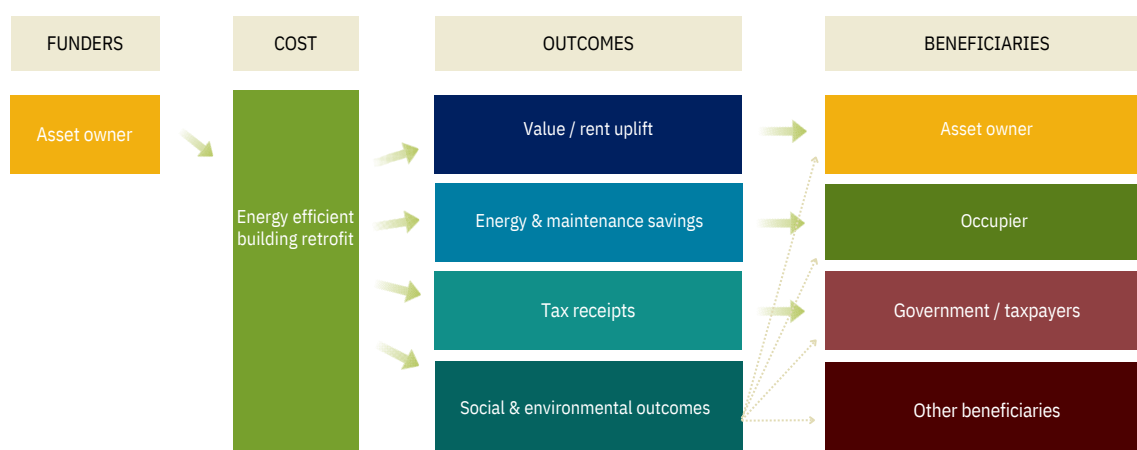 FUNDERS
COST
OUTCOMES
BENEFICIARIES
Asset owner
Energy efficient
building retrofit
Value / rent uplift
Energy & maintenance savings
Tax receipts
Social & environmental outcomes
Asset owner
Occupier
Government / taxpayers
Other beneficiaries